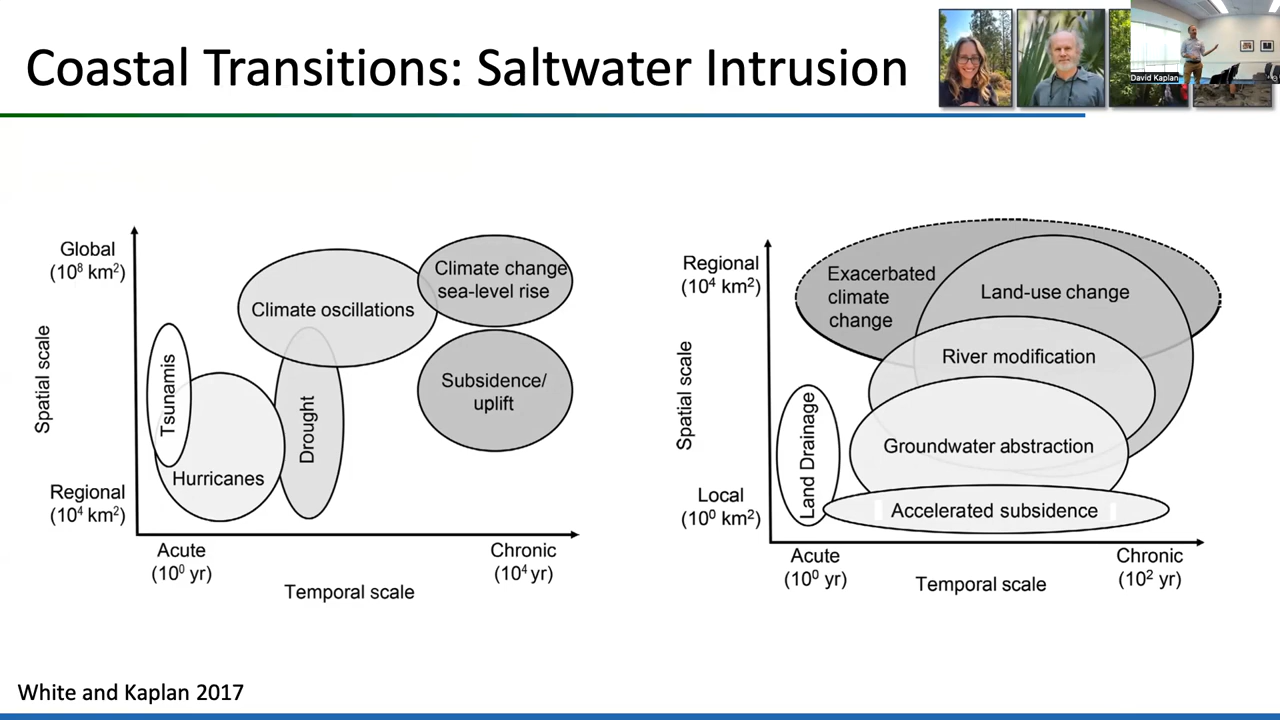 Coastal Transitions: Saltwater Intrusion
David Kaplan
Global
(10⁸ km²)
Spatial scale
Regional
(10⁴ km²)
Tsunamis
Hurricanes
Drought
Climate oscillations
Climate change
sea-level rise
Subsidence/
uplift
Acute
(10⁰ yr)
Chronic
(10⁴ yr)
Temporal scale
Regional
(10⁴ km²)
Spatial scale
Local
(10⁰ km²)
Exacerbated
climate
change
Land-use change
River modification
Groundwater abstraction
Land Drainage
Accelerated subsidence
Acute
(10⁰ yr)
Chronic
(10² yr)
Temporal scale
White and Kaplan 2017